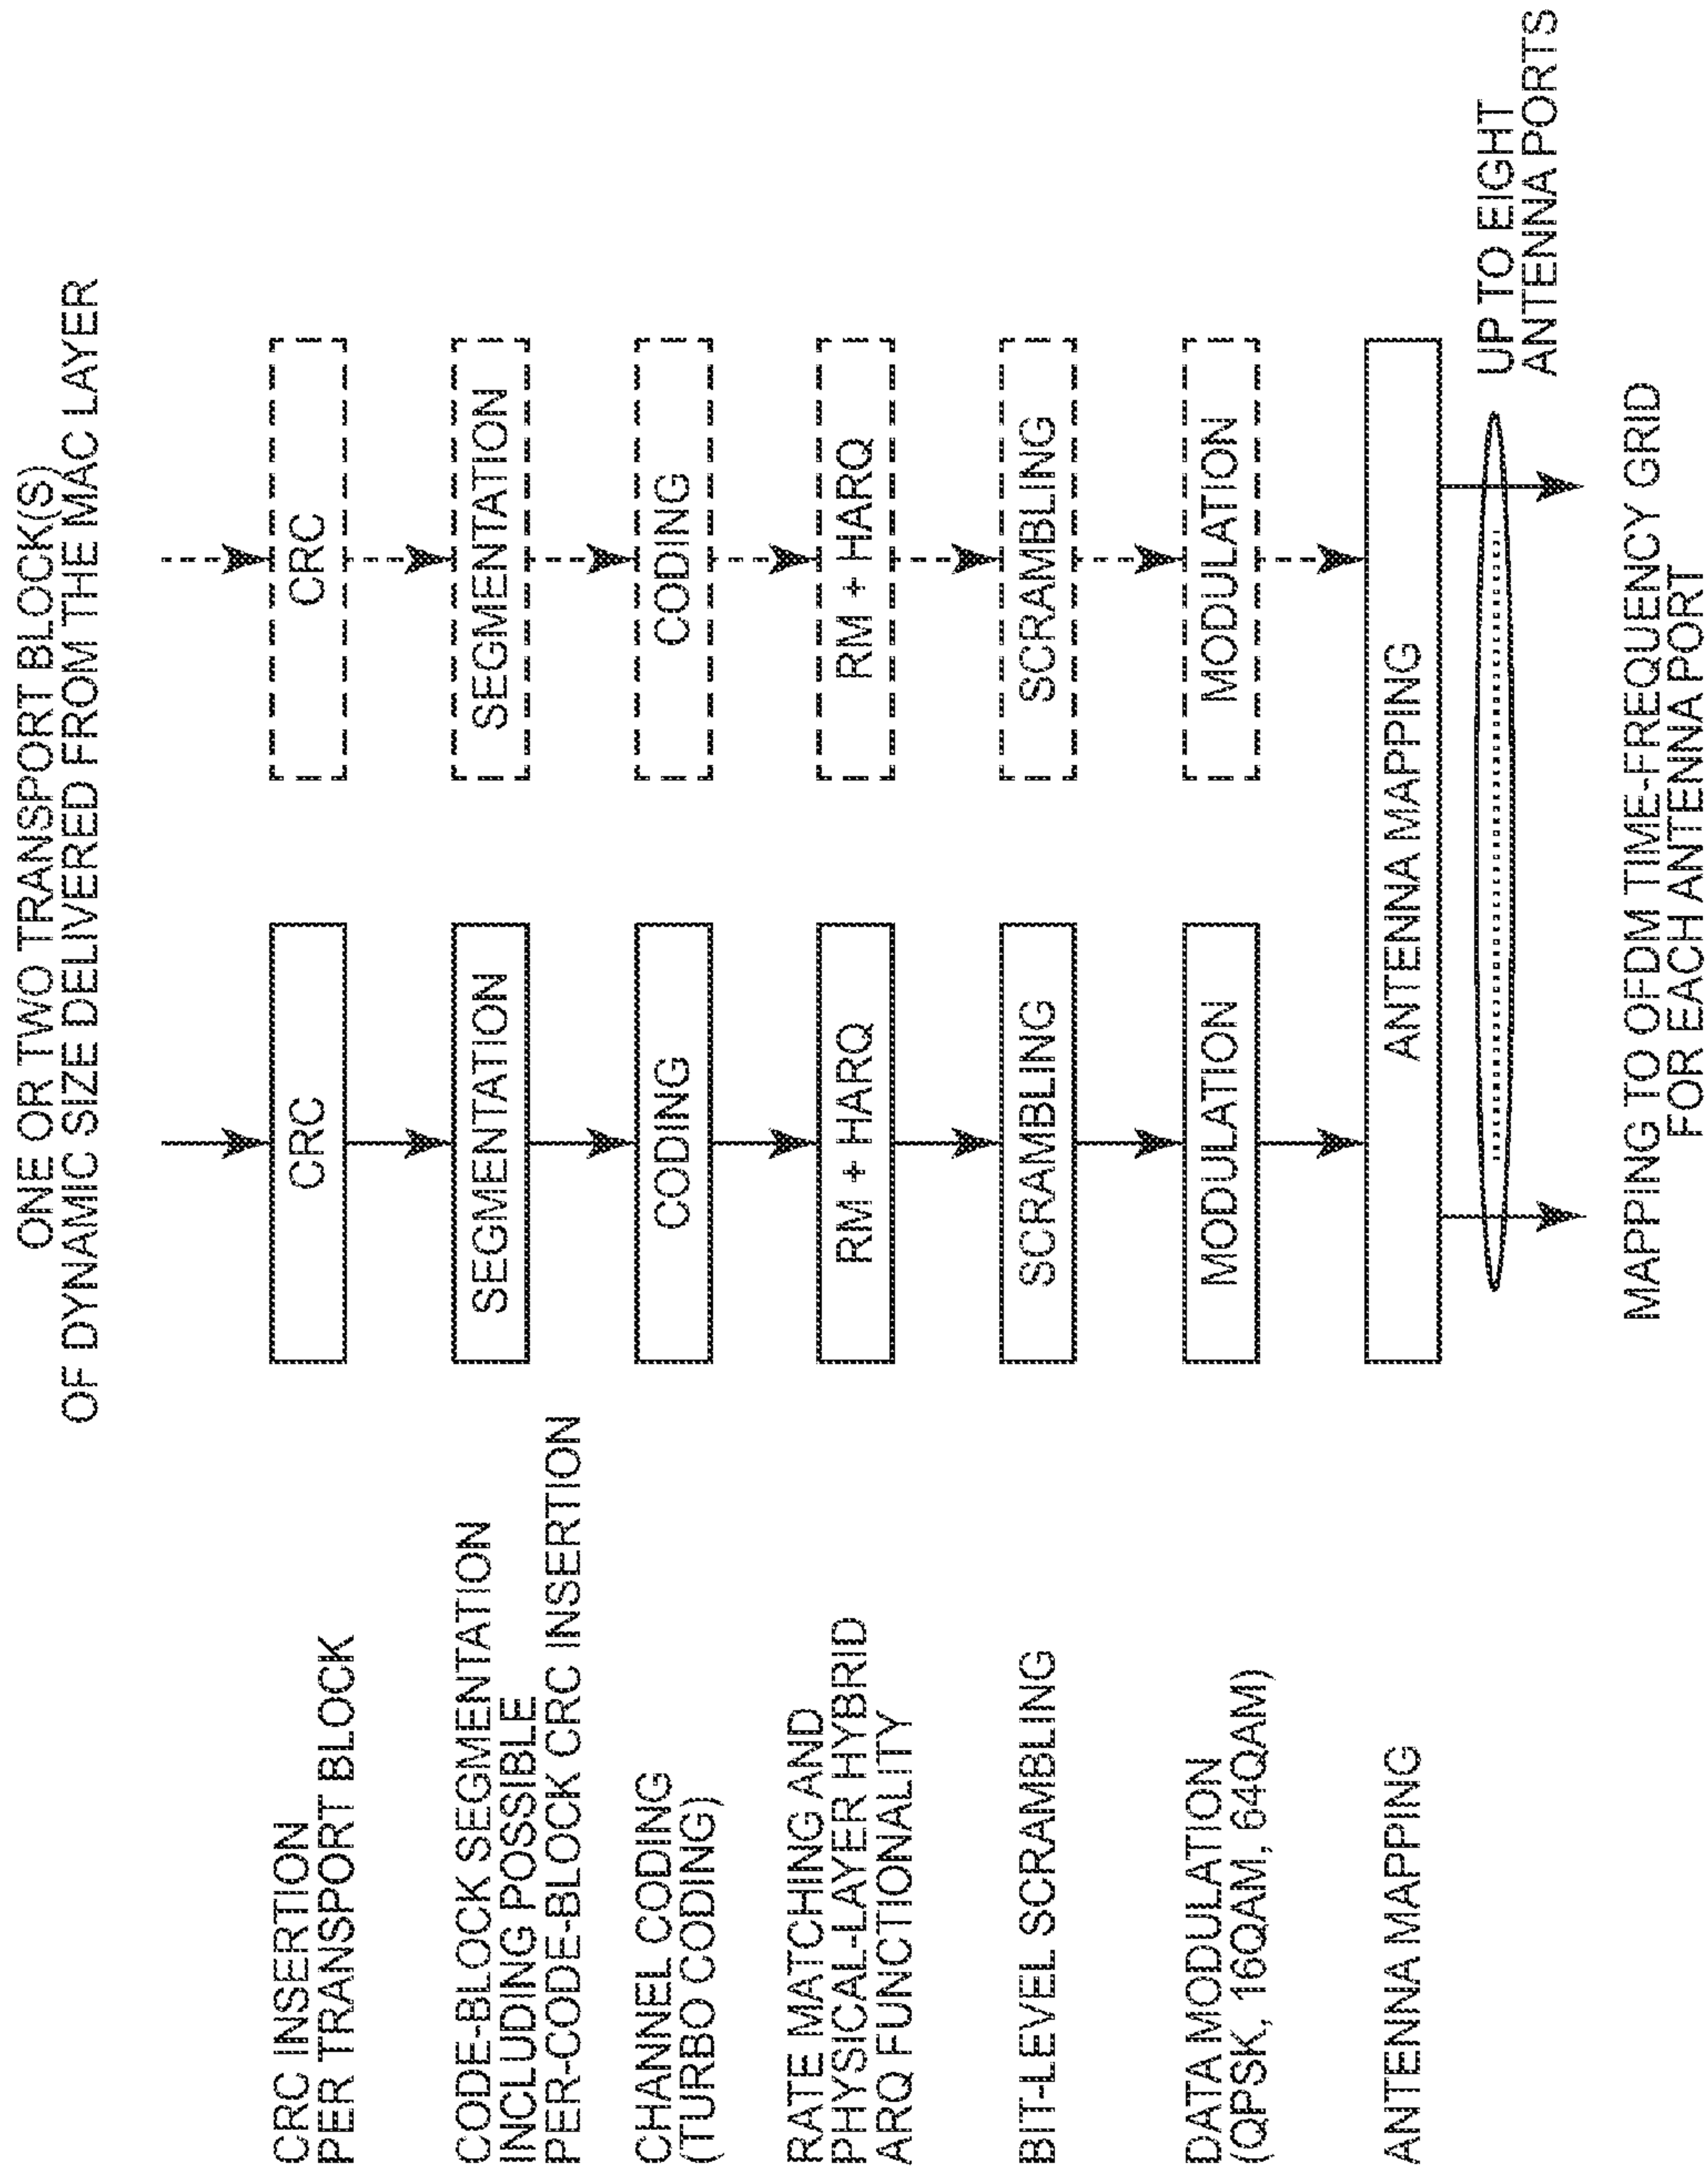 ONE OR TWO TRANSPORT BLOCK(S)
OF DYNAMIC SIZE DELIVERED FROM THE MAC LAYER
CRC INSERTION
PER TRANSPORT BLOCK
CRC
CRC
CODE-BLOCK SEGMENTATION
INCLUDING POSSIBLE
PER-CODE-BLOCK CRC INSERTION
SEGMENTATION
SEGMENTATION
CHANNEL CODING
(TURBO CODING)
CODING
CODING
RATE MATCHING AND
PHYSICAL-LAYER HYBRID
ARQ FUNCTIONALITY
RM + HARQ
RM + HARQ
BIT-LEVEL SCRAMBLING
SCRAMBLING
SCRAMBLING
DATA MODULATION
(QPSK, 16QAM, 64QAM)
MODULATION
MODULATION
ANTENNA MAPPING
ANTENNA MAPPING
UP TO EIGHT
ANTENNA PORTS
MAPPING TO OFDM TIME-FREQUENCY GRID
FOR EACH ANTENNA PORT